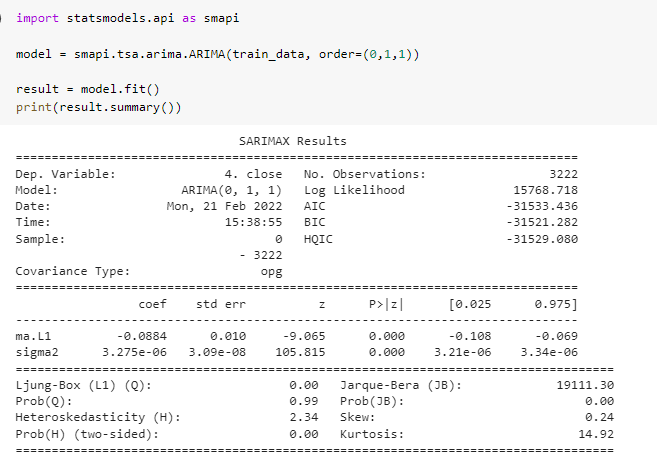 import statsmodels.api as smapi
model = smapi.tsa.arima.ARIMA(train_data, order=(0,1,1))
result = model.fit()
print(result.summary())
SARIMAX Results
==============================================================================
Dep. Variable:               4. close   No. Observations:                 3222
Model:                 ARIMA(0, 1, 1)   Log Likelihood               15768.718
Date:                Mon, 21 Feb 2022   AIC                         -31533.436
Time:                        15:38:55   BIC                         -31521.282
Sample:                             0   HQIC                        -31529.080
- 3222
Covariance Type:                  opg
==============================================================================
coef    std err          z      P>|z|      [0.025      0.975]
------------------------------------------------------------------------------
ma.L1         -0.0884      0.010     -9.065      0.000      -0.108      -0.069
sigma2      3.275e-06   3.09e-08    105.815      0.000    3.21e-06    3.34e-06
===================================================================================
Ljung-Box (L1) (Q):                   0.00   Jarque-Bera (JB):             19111.30
Prob(Q):                              0.99   Prob(JB):                         0.00
Heteroskedasticity (H):               2.34   Skew:                             0.24
Prob(H) (two-sided):                  0.00   Kurtosis:                        14.92
===================================================================================